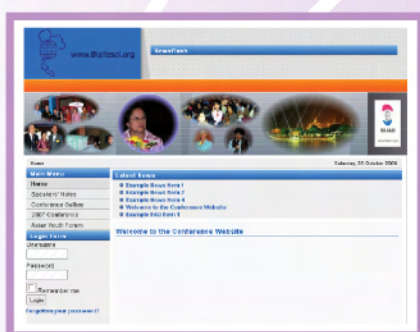 www.thaitesol.org
Newsflash
Home
Saturday, 25 October 2008
Main Menu
Latest News
Home
Speakers' Notes
Conference Gallery
2007 Conference
Asian Youth Forum
Example News Item 1
Example News Item 2
Example News Item 4
Welcome to the Conference Website
Example FAQ Item 1
Login Form
Welcome to the Conference Website
Username
Password
Remember me
Login
Forgotten your password?